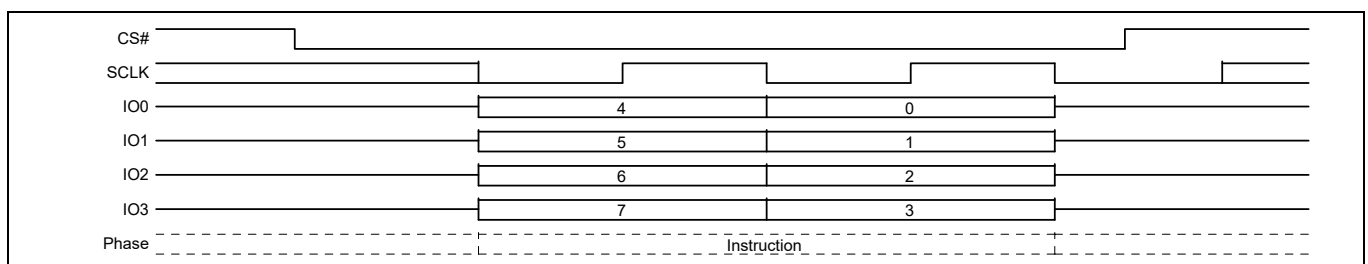 CS#
SCLK
IO0 4 0
IO1 5 1
IO2 6 2
IO3 7 3
Phase Instruction